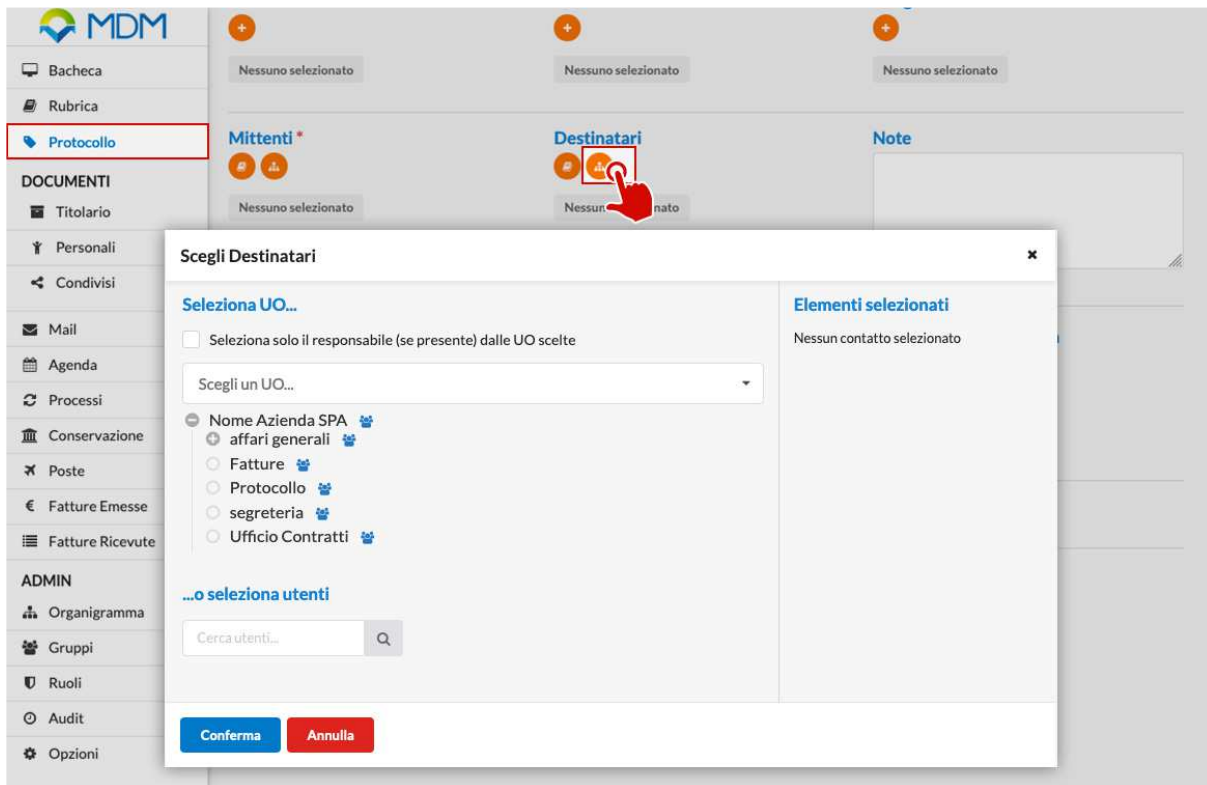 MDM
Bacheca
Rubrica
Protocollo
DOCUMENTI
Titolario
Personali
Condivisi
Mail
Agenda
Processi
Conservazione
Poste
€ Fatture Emesse
Fatture Ricevute
ADMIN
Organigramma
Gruppi
Ruoli
Audit
Opzioni
Nessuno selezionato
Nessuno selezionato
Nessuno selezionato
Mittenti *
Destinatari
Note
Nessuno selezionato
Scegli Destinatari
Seleziona UO...
Seleziona solo il responsabile (se presente) dalle UO scelte
Scegli un UO...
Nome Azienda SPA
affari generali
Fatture
Protocollo
segreteria
Ufficio Contratti
...o seleziona utenti
Cerca utenti...
Elementi selezionati
Nessun contatto selezionato
Conferma
Annulla